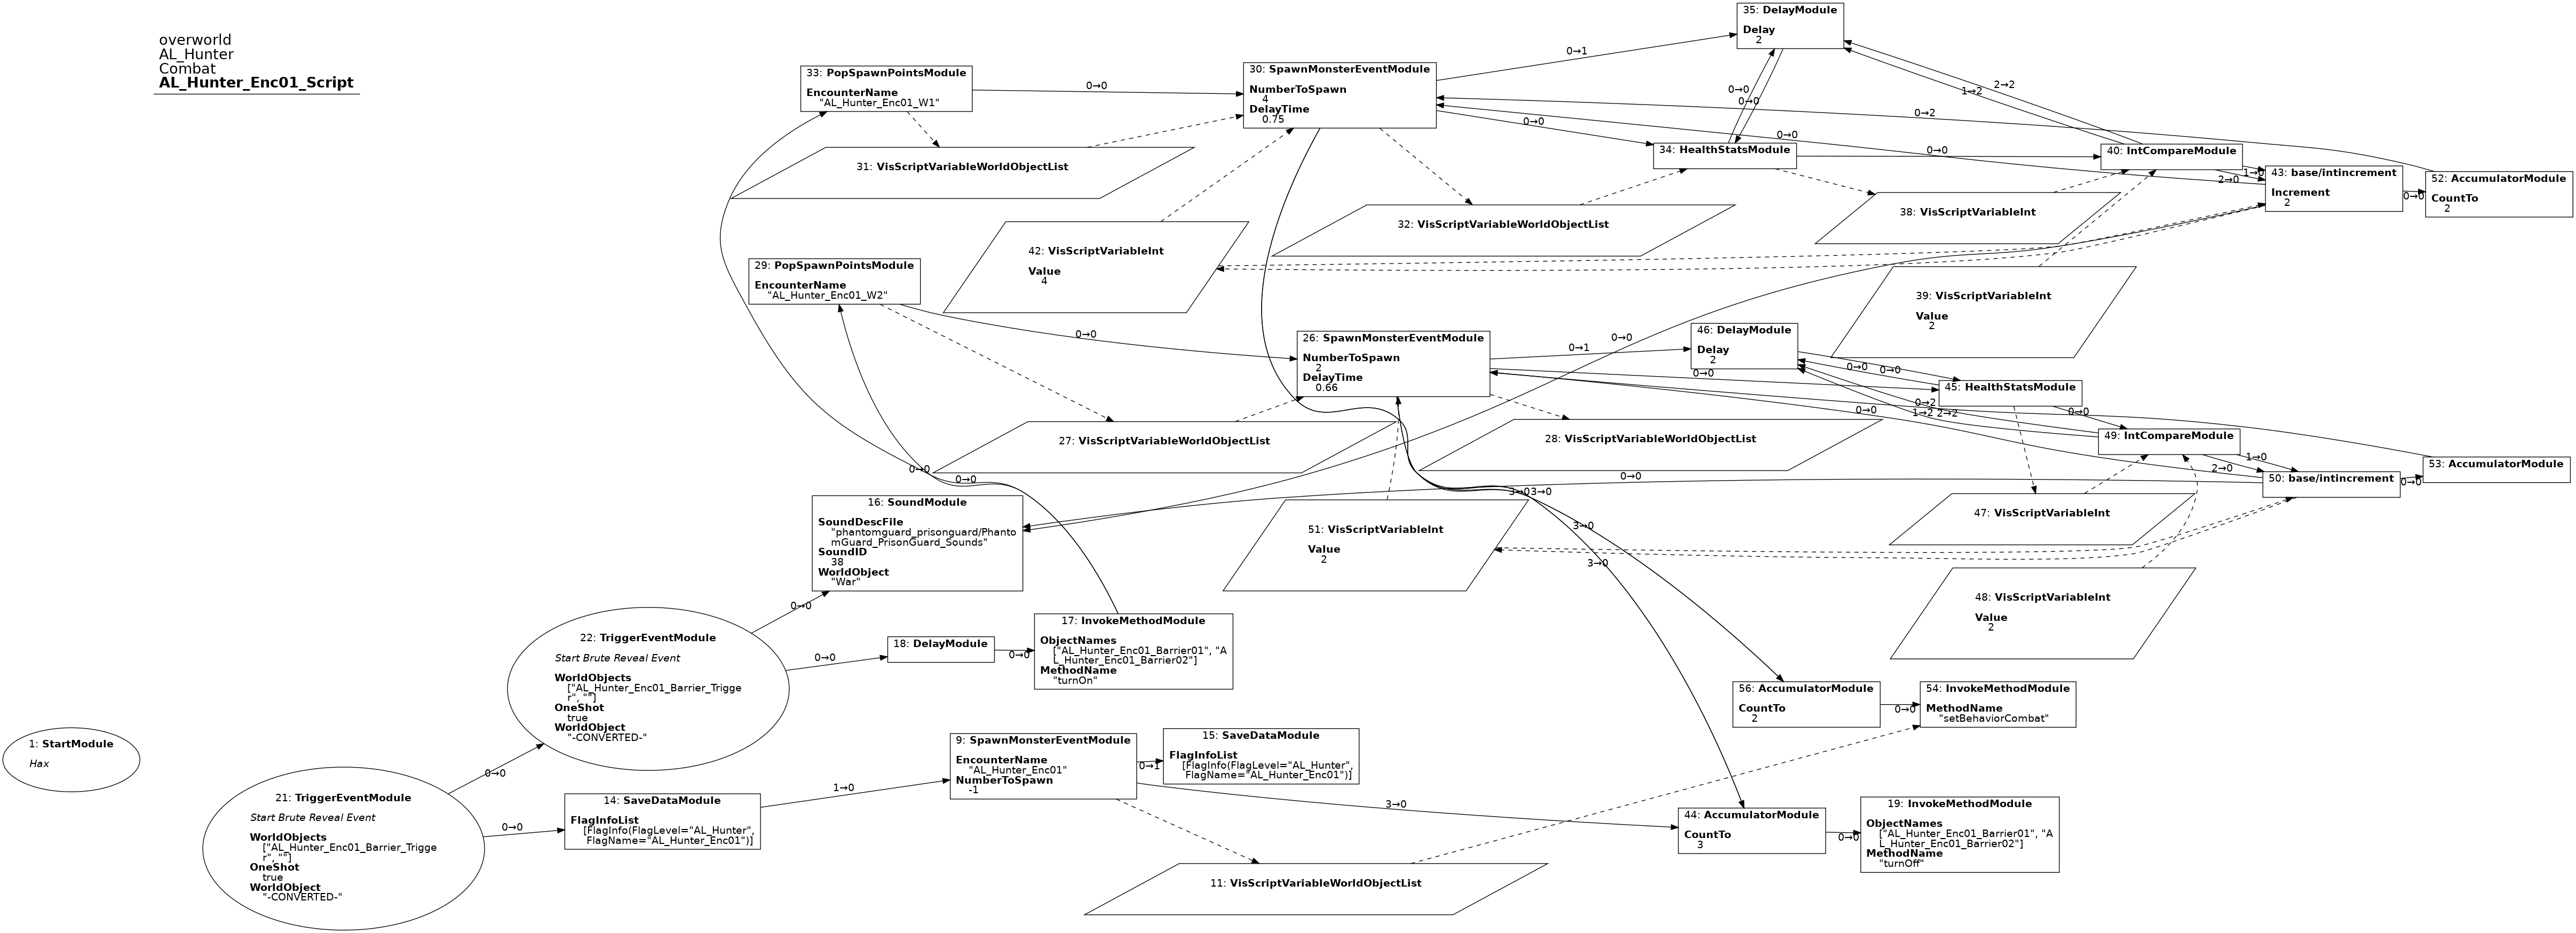 overworld
AL_Hunter
Combat
AL_Hunter_Enc01_Script
35: DelayModule
Delay
2
33: PopSpawnPointsModule
EncounterName
"AL_Hunter_Enc01_W1"
30: SpawnMonsterEventModule
NumberToSpawn
4
DelayTime
0.75
0→1
0→0
0→0
0→0
0→0
1→2
2→2
0→2
0→0
34: HealthStatsModule
0→0
40: IntCompareModule
1→0
2→0
43: base/intincrement
Increment
2
0→0
52: AccumulatorModule
CountTo
2
31: VisScriptVariableWorldObjectList
32: VisScriptVariableWorldObjectList
38: VisScriptVariableInt
42: VisScriptVariableInt
Value
4
39: VisScriptVariableInt
Value
2
29: PopSpawnPointsModule
EncounterName
"AL_Hunter_Enc01_W2"
0→0
26: SpawnMonsterEventModule
NumberToSpawn
2
DelayTime
0.66
0→1
0→0
0→0
46: DelayModule
Delay
2
0→0
0→0
45: HealthStatsModule
0→2
0→0
1→2
2→2
0→0
49: IntCompareModule
1→0
2→0
50: base/intincrement
0→0
53: AccumulatorModule
27: VisScriptVariableWorldObjectList
28: VisScriptVariableWorldObjectList
47: VisScriptVariableInt
0→0
0→0
0→0
3→0
3→0
16: SoundModule
SoundDescFile
"phantomguard_prisonguard/Phanto
mGuard_PrisonGuard_Sounds"
SoundID
38
WorldObject
"War"
51: VisScriptVariableInt
Value
2
3→0
3→0
48: VisScriptVariableInt
Value
2
0→0
22: TriggerEventModule
Start Brute Reveal Event
WorldObjects
["AL_Hunter_Enc01_Barrier_Trigge
r", ""]
OneShot
true
WorldObject
"-CONVERTED-"
0→0
18: DelayModule
0→0
17: InvokeMethodModule
ObjectNames
["AL_Hunter_Enc01_Barrier01", "A
L_Hunter_Enc01_Barrier02"]
MethodName
"turnOn"
56: AccumulatorModule
CountTo
2
0→0
54: InvokeMethodModule
MethodName
"setBehaviorCombat"
1: StartModule
Hax
0→0
9: SpawnMonsterEventModule
EncounterName
"AL_Hunter_Enc01"
NumberToSpawn
-1
0→1
15: SaveDataModule
FlagInfoList
[FlagInfo(FlagLevel="AL_Hunter",
FlagName="AL_Hunter_Enc01")]
21: TriggerEventModule
Start Brute Reveal Event
WorldObjects
["AL_Hunter_Enc01_Barrier_Trigge
r", ""]
OneShot
true
WorldObject
"-CONVERTED-"
0→0
14: SaveDataModule
FlagInfoList
[FlagInfo(FlagLevel="AL_Hunter",
FlagName="AL_Hunter_Enc01")]
1→0
3→0
44: AccumulatorModule
CountTo
3
0→0
19: InvokeMethodModule
ObjectNames
["AL_Hunter_Enc01_Barrier01", "A
L_Hunter_Enc01_Barrier02"]
MethodName
"turnOff"
11: VisScriptVariableWorldObjectList